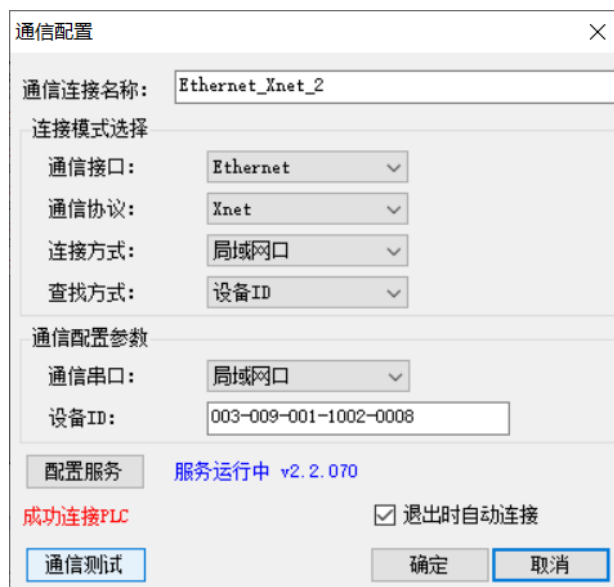 通信配置
通信连接名称： Ethernet_Xnet_2
连接模式选择
通信接口： Ethernet
通信协议： Xnet
连接方式： 局域网口
查找方式： 设备ID
通信配置参数
通信串口： 局域网口
设备ID： 003-009-001-1002-0008
配置服务 服务运行中 v2.2.070
成功连接PLC 退出时自动连接
通信测试 确定 取消